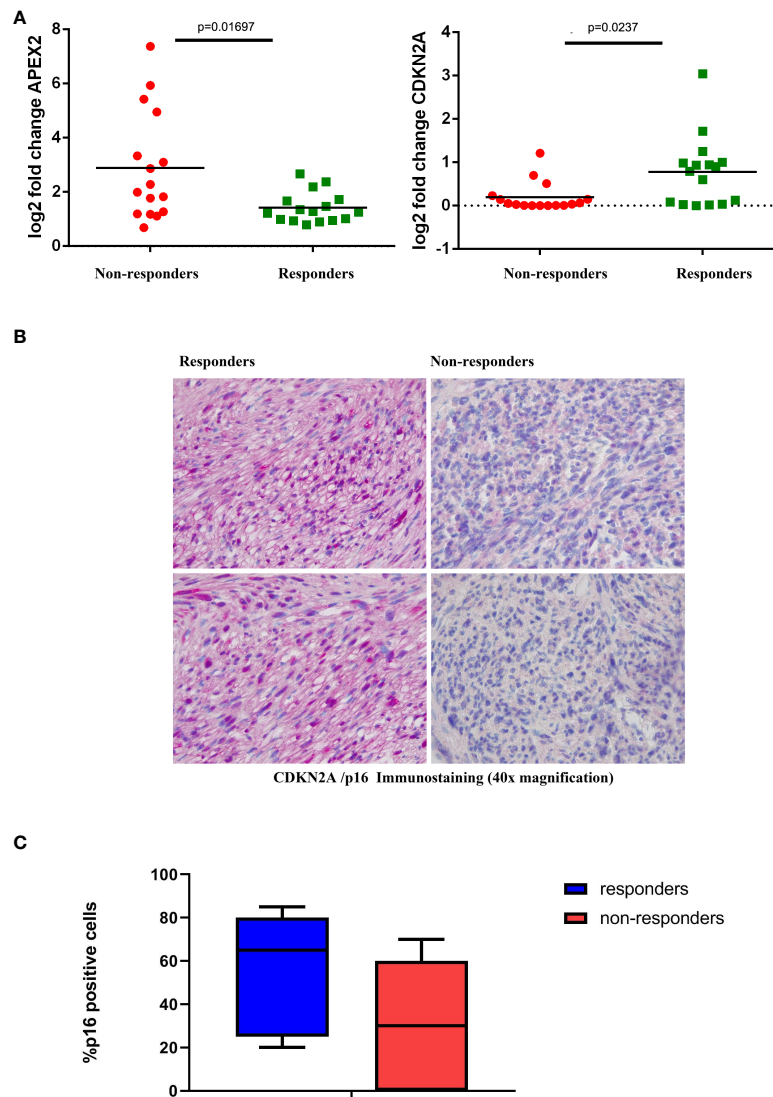 A
p=0.01697
log2 fold change APEX2
8
6
4
2
0
Non-responders
Responders
p=0.0237
log2 fold change CDKN2A
4
3
2
1
0
-1
Non-responders
Responders
B
Responders
Non-responders
CDKN2A /p16 Immunostaining (40x magnification)
C
%p16 positive cells
100
80
60
40
20
0
responders
non-responders